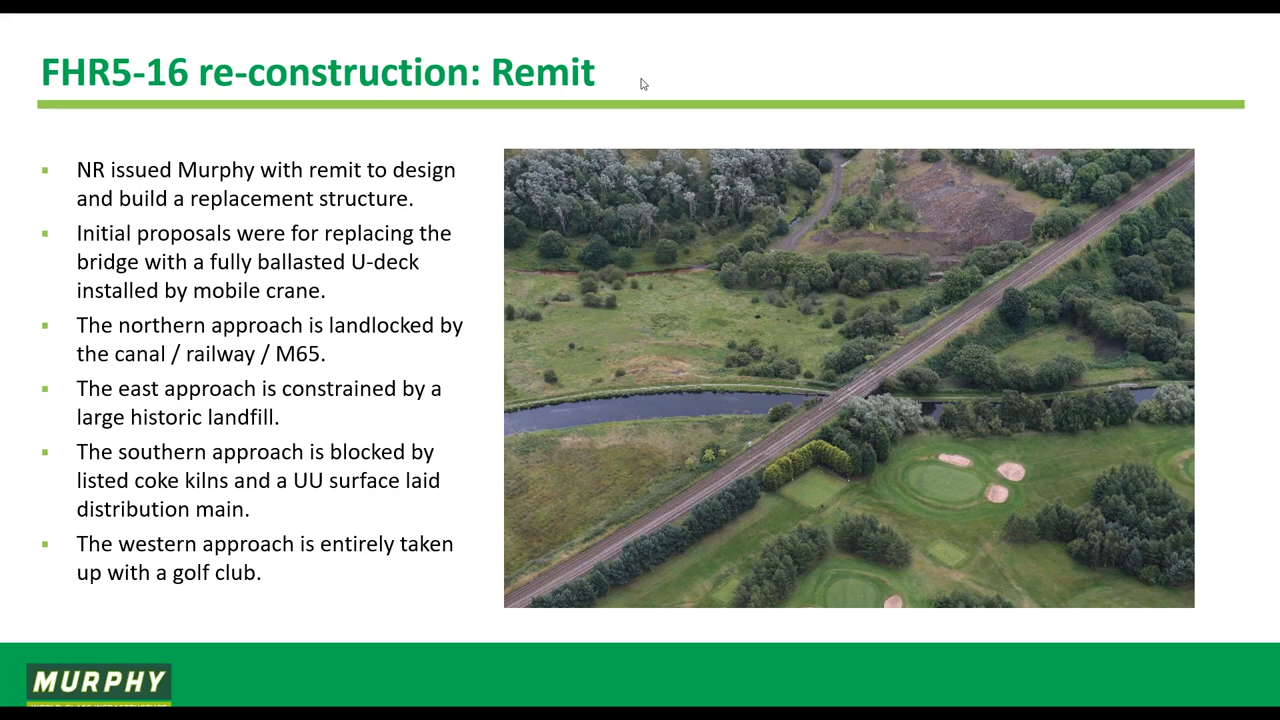 FHR5-16 re-construction: Remit
NR issued Murphy with remit to design
and build a replacement structure.
Initial proposals were for replacing the
bridge with a fully ballasted U-deck
installed by mobile crane.
The northern approach is landlocked by
the canal / railway / M65.
The east approach is constrained by a
large historic landfill.
The southern approach is blocked by
listed coke kilns and a UU surface laid
distribution main.
The western approach is entirely taken
up with a golf club.
MURPHY
WORLD-CLASS INFRASTRUCTURE